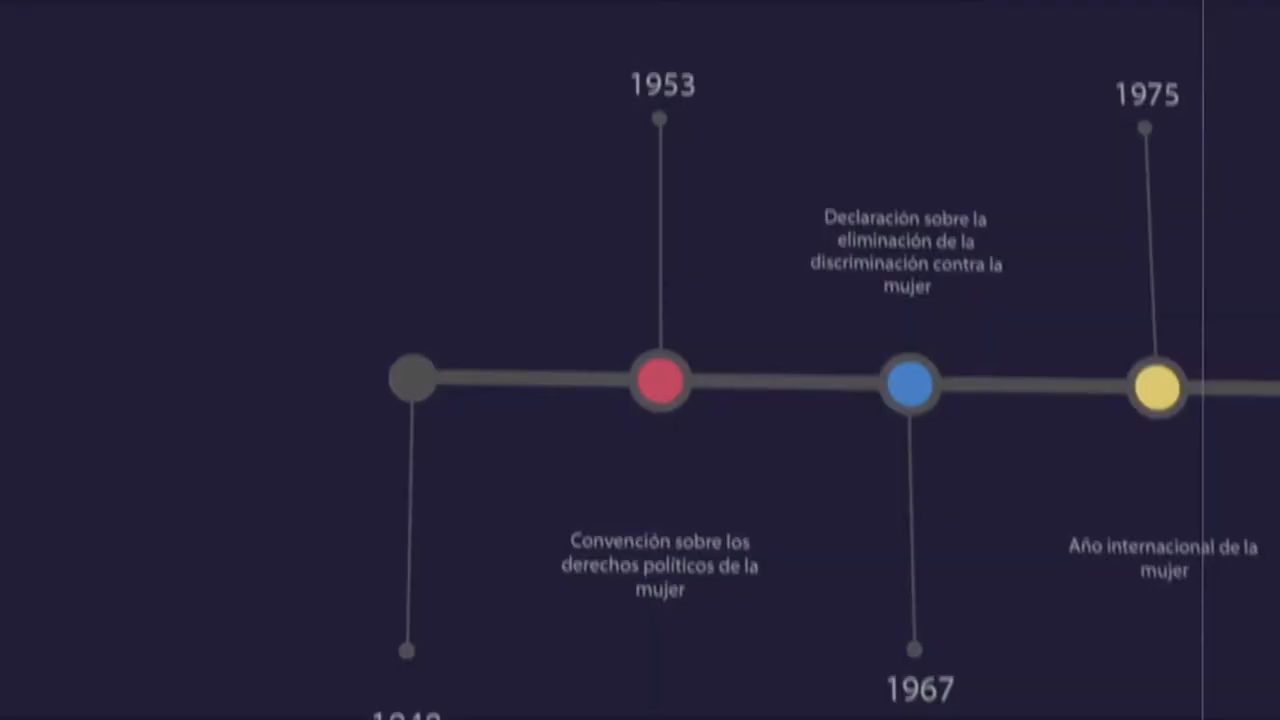 1953
1975
Declaración sobre la
eliminación de la
discriminación contra la
mujer
Convención sobre los
derechos políticos de la
mujer
Año internacional de la
mujer
1967